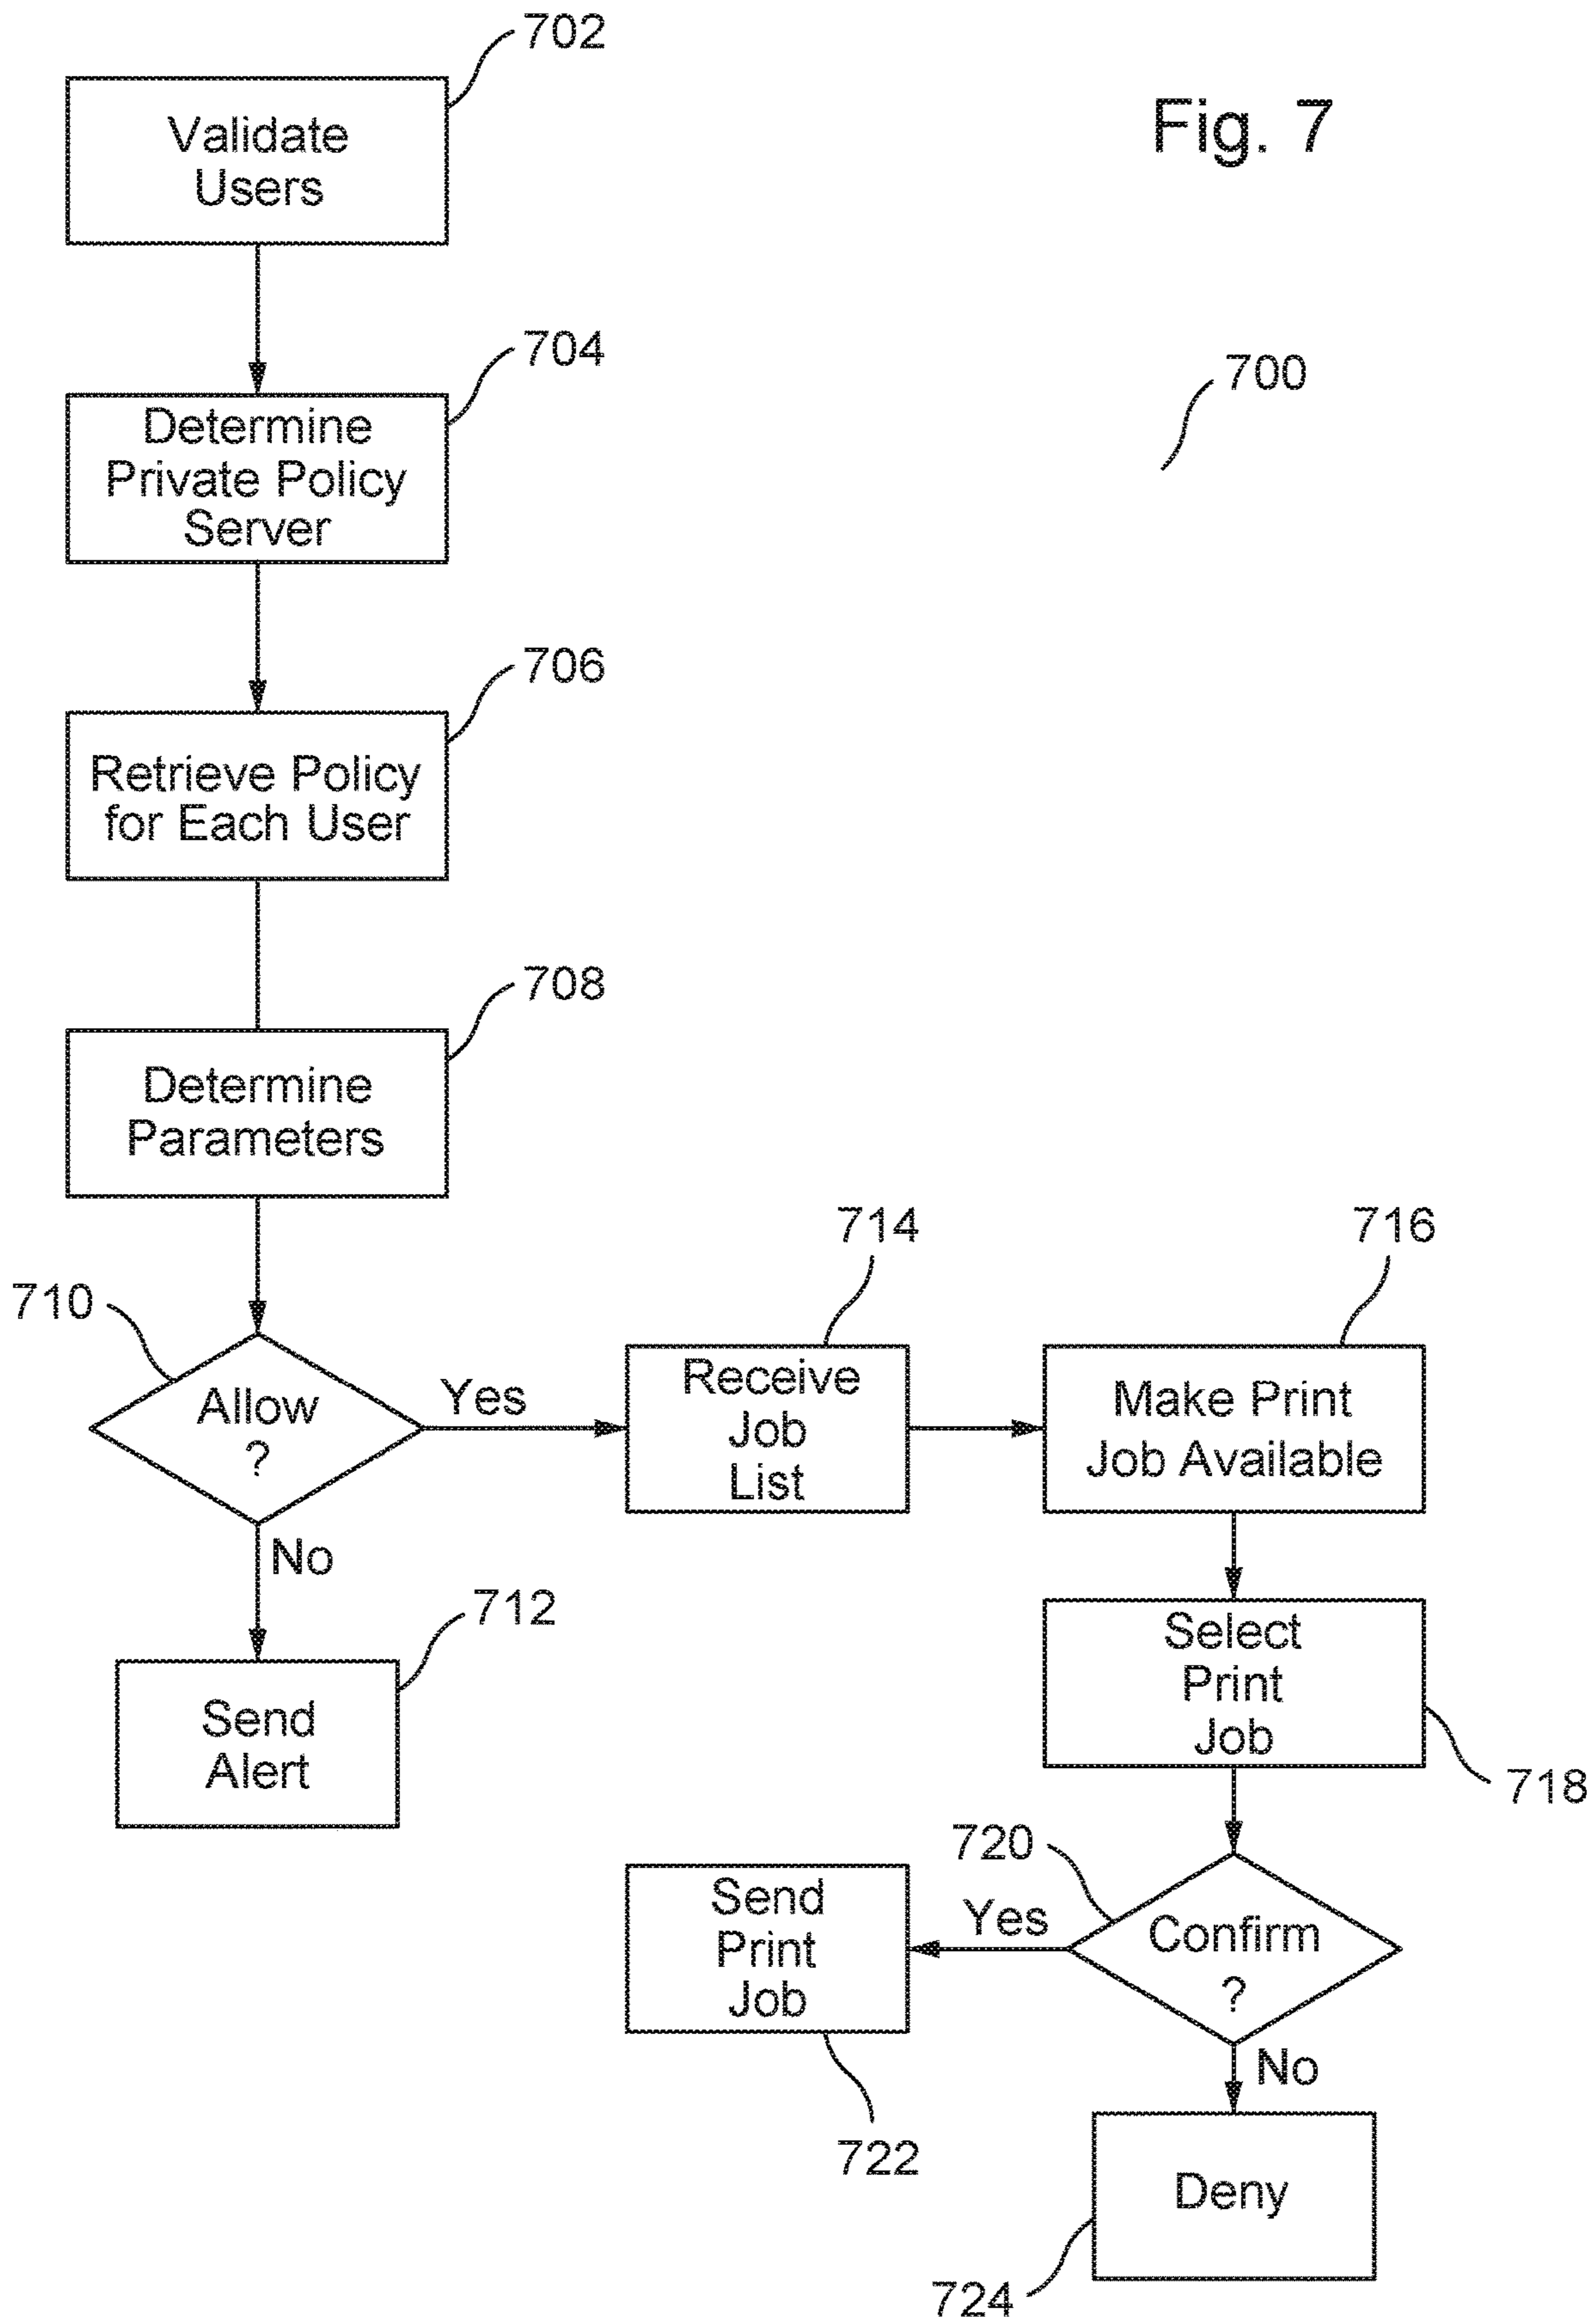 Fig. 7
700
702
Validate
Users
704
Determine
Private Policy
Server
706
Retrieve Policy
for Each User
708
Determine
Parameters
710
Allow
?
Yes
No
712
Send
Alert
714
Receive
Job
List
716
Make Print
Job Available
718
Select
Print
Job
720
Confirm
?
Yes
No
722
Send
Print
Job
724
Deny